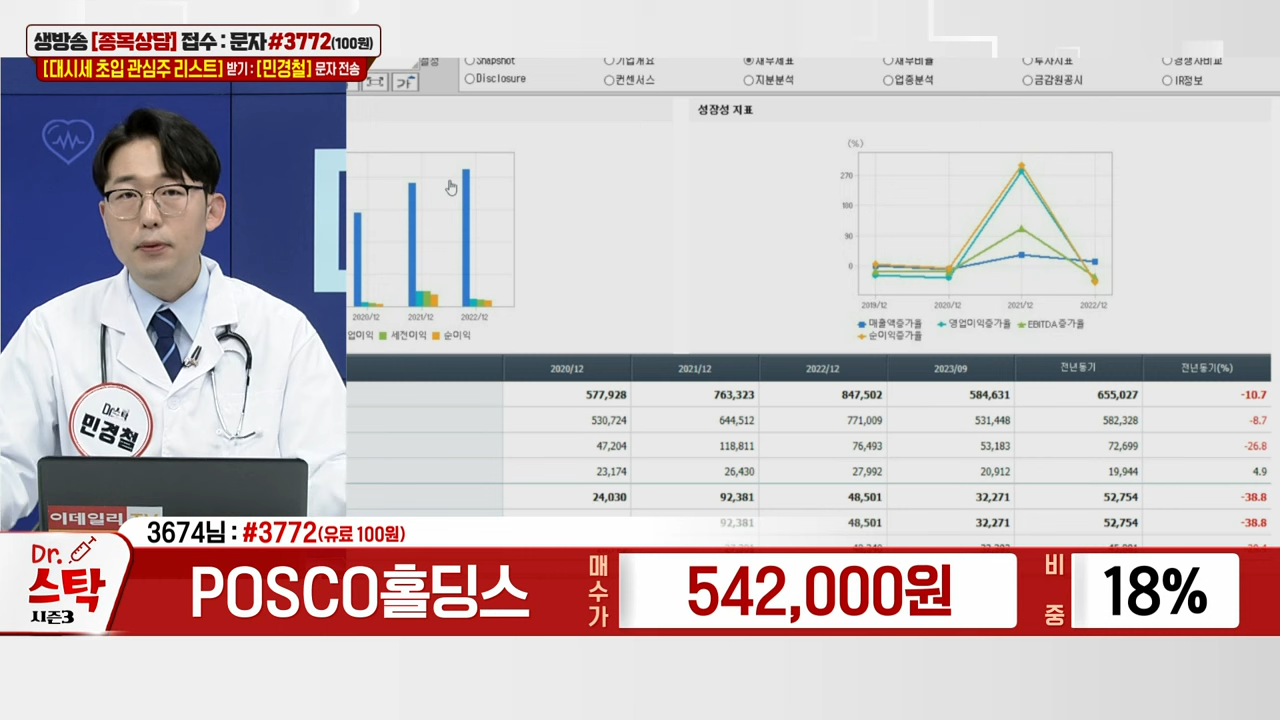 생방송 [종목상담] 접수 : 문자#3772(100원)
[대시세 초입 관심주 리스트] 받기 : [민경철] 문자 전송
설정
Snapshot 기업개요 재무제표 재무비율 투자지표 경쟁사비교
가
Disclosure 컨센서스 지분분석 업종분석 금감원공시 IR정보
성장성 지표
(%)
270
180
90
0
2019/12 2020/12 2021/12 2022/12
매출액증가율 영업이익증가율 EBITDA증가율
순이익증가율
2020/12 2021/12 2022/12
업이익 세전이익 순이익
2020/12 2021/12 2022/12 2023/09 전년동기 전년동기(%)
577,928 763,323 847,502 584,631 655,027 -10.7
530,724 644,512 771,009 531,448 582,328 -8.7
47,204 118,811 76,493 53,183 72,699 -26.8
23,174 26,430 27,992 20,912 19,944 4.9
24,030 92,381 48,501 32,271 52,754 -38.8
92,381 48,501 32,271 52,754 -38.8
Dr.스탁
민경철
이데일리 TV
3674님 : #3772(유료 100원)
Dr.
스탁
시즌3
POSCO홀딩스
매수가
542,000원
비중
18%